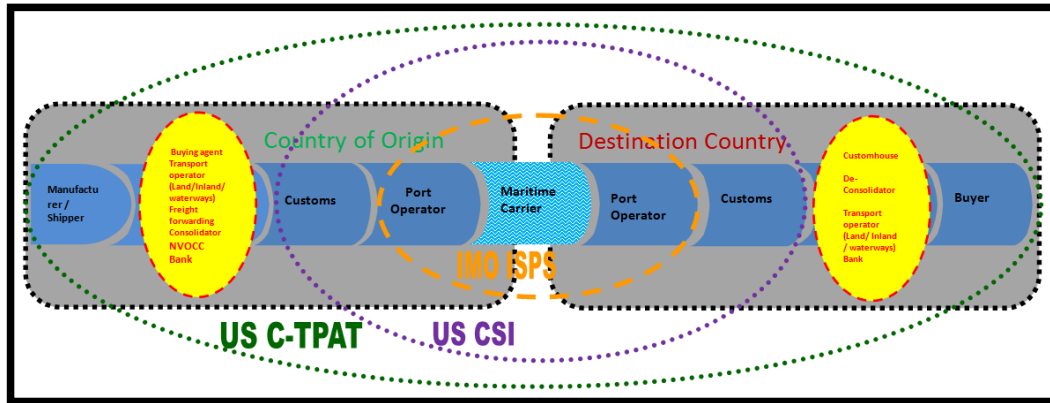 Country of Origin
Destination Country
Manufactu
rer /
Shipper
Buying agent
Transport
operator
(Land/Inland/
waterways)
Freight
forwarding
Consolidator
NVOCC
Bank
Customs
Port
Operator
Maritime
Carrier
Port
Operator
Customs
Customhouse
De-
Consolidator
Transport
operator
(Land/ Inland
/ waterways)
Bank
Buyer
IMO ISPS
US C-TPAT
US CSI